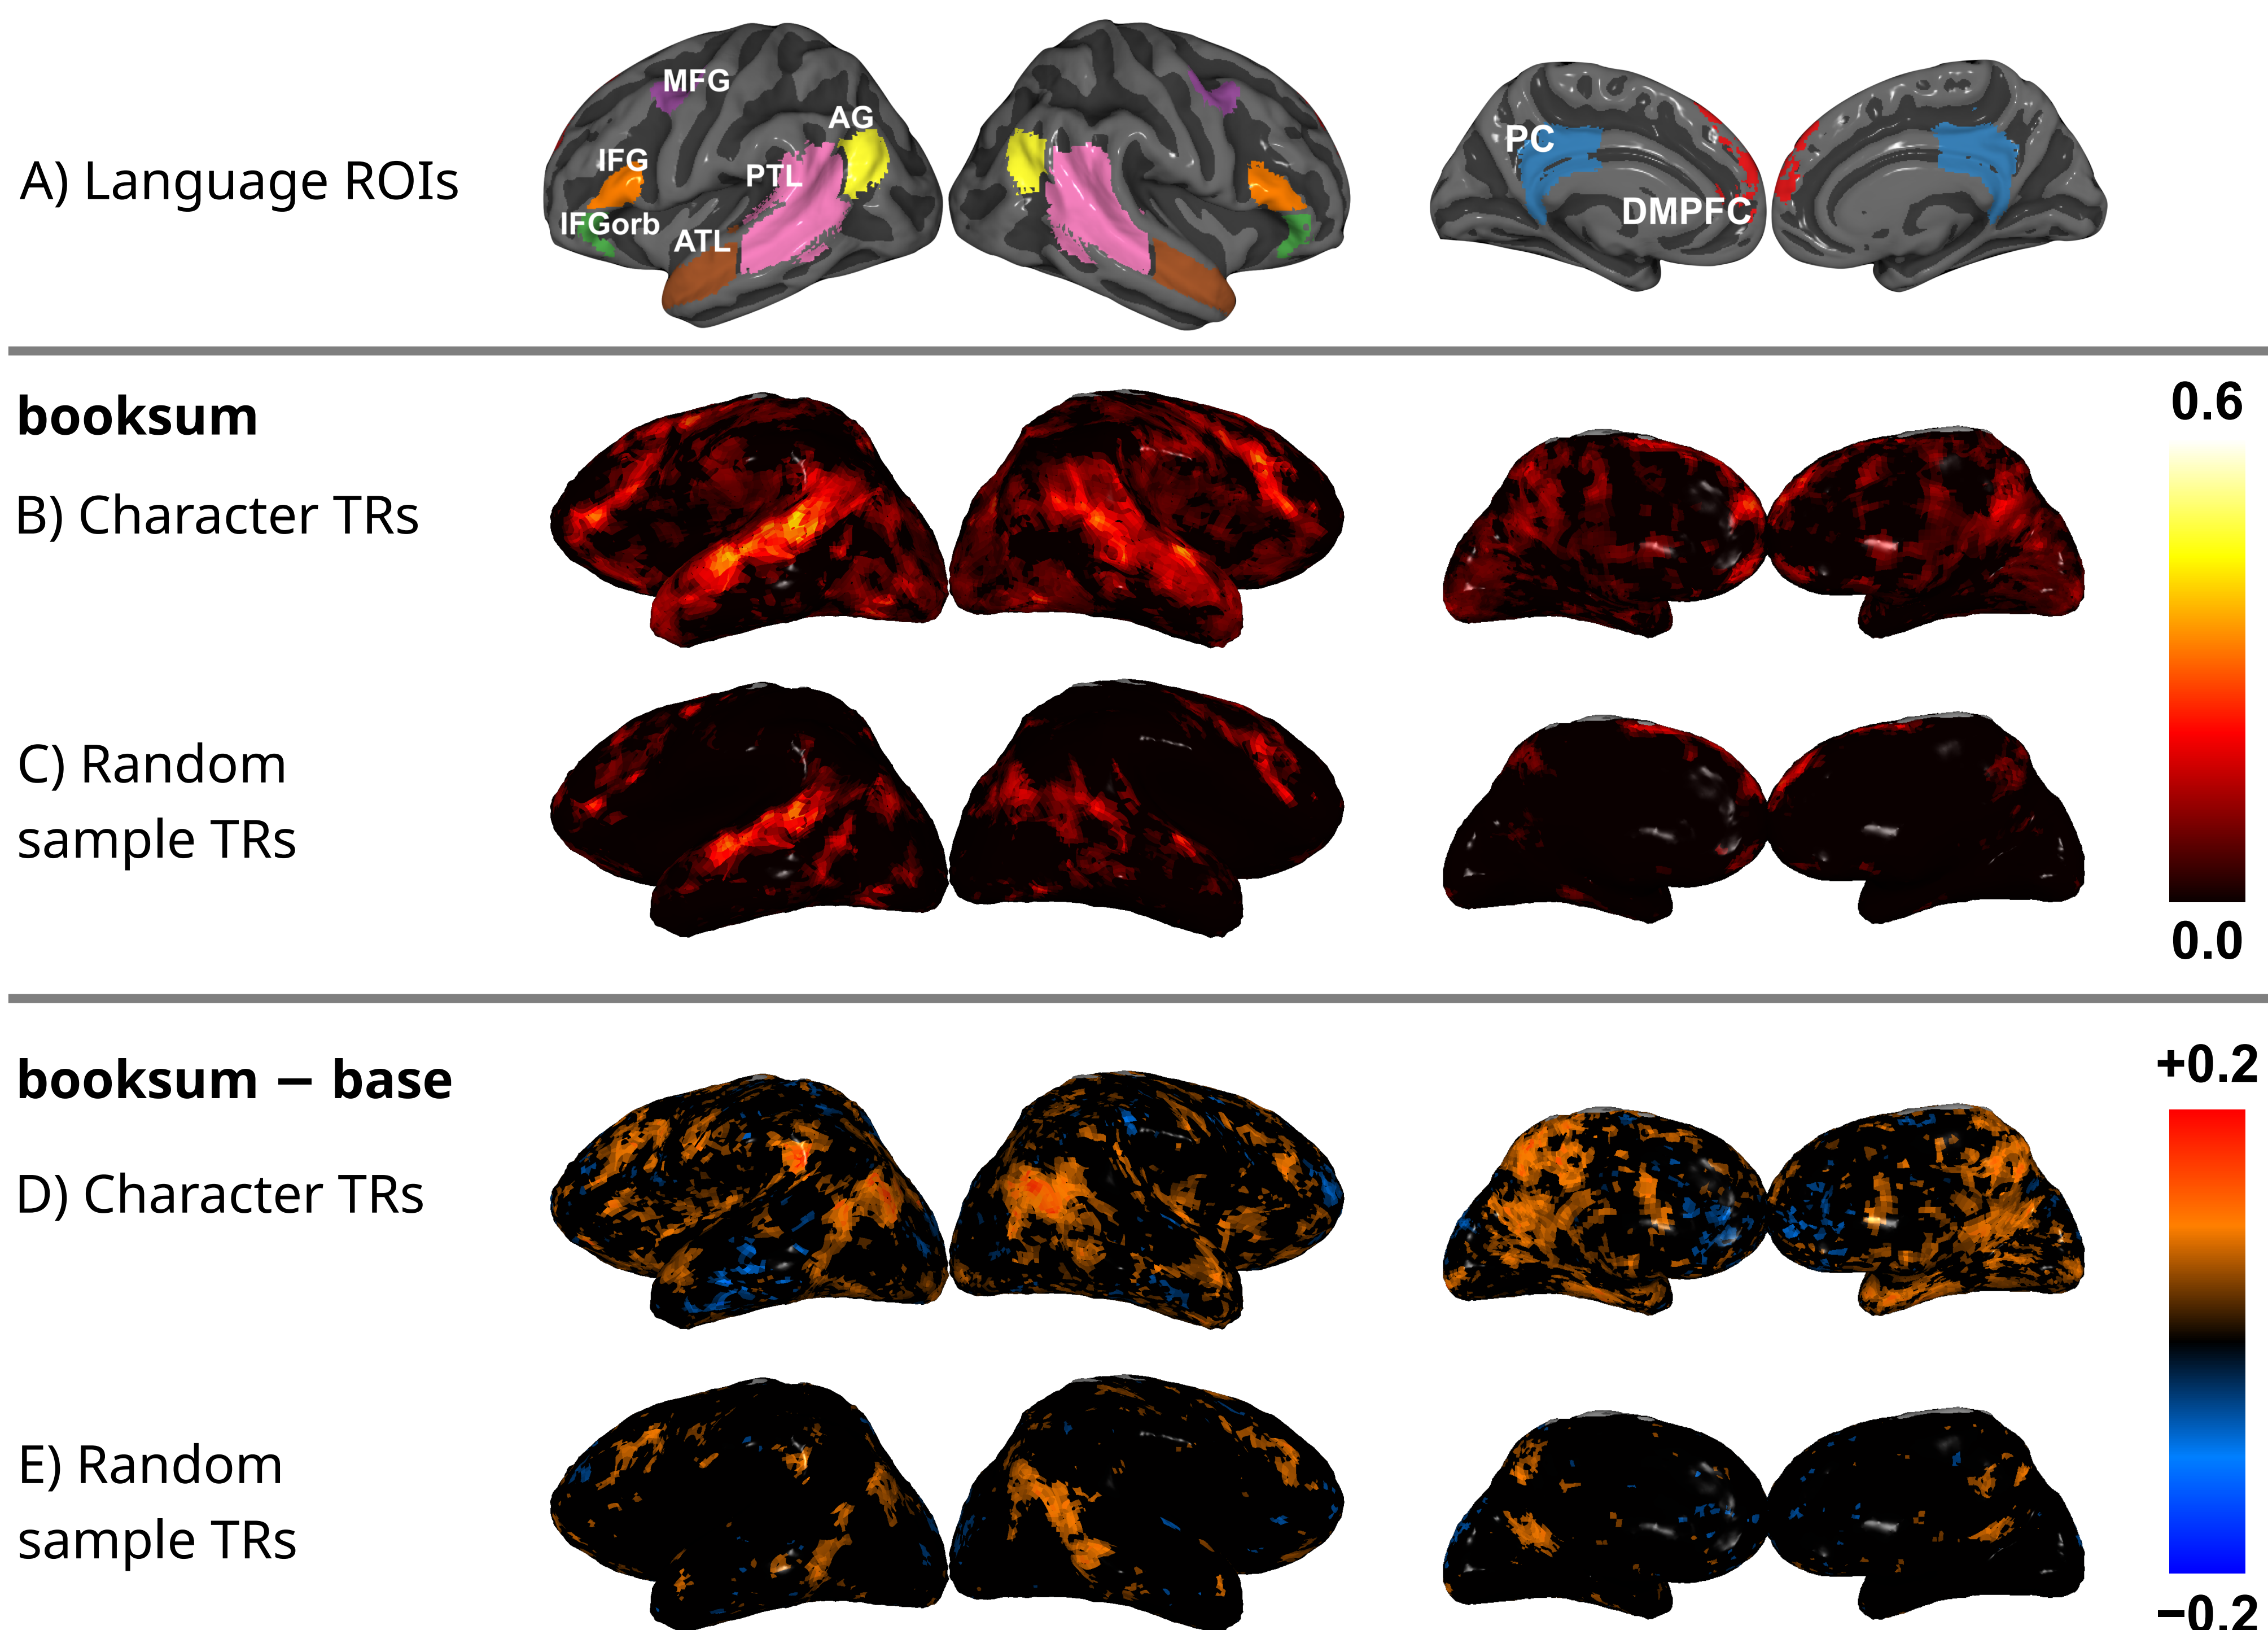 A) Language ROIs
MFG
AG
IFG
PTL
IFGorb
ATL
PC
DMPFC
booksum
0.6
B) Character TRs
C) Random
sample TRs
0.0
booksum − base
+0.2
D) Character TRs
E) Random
sample TRs
−0.2